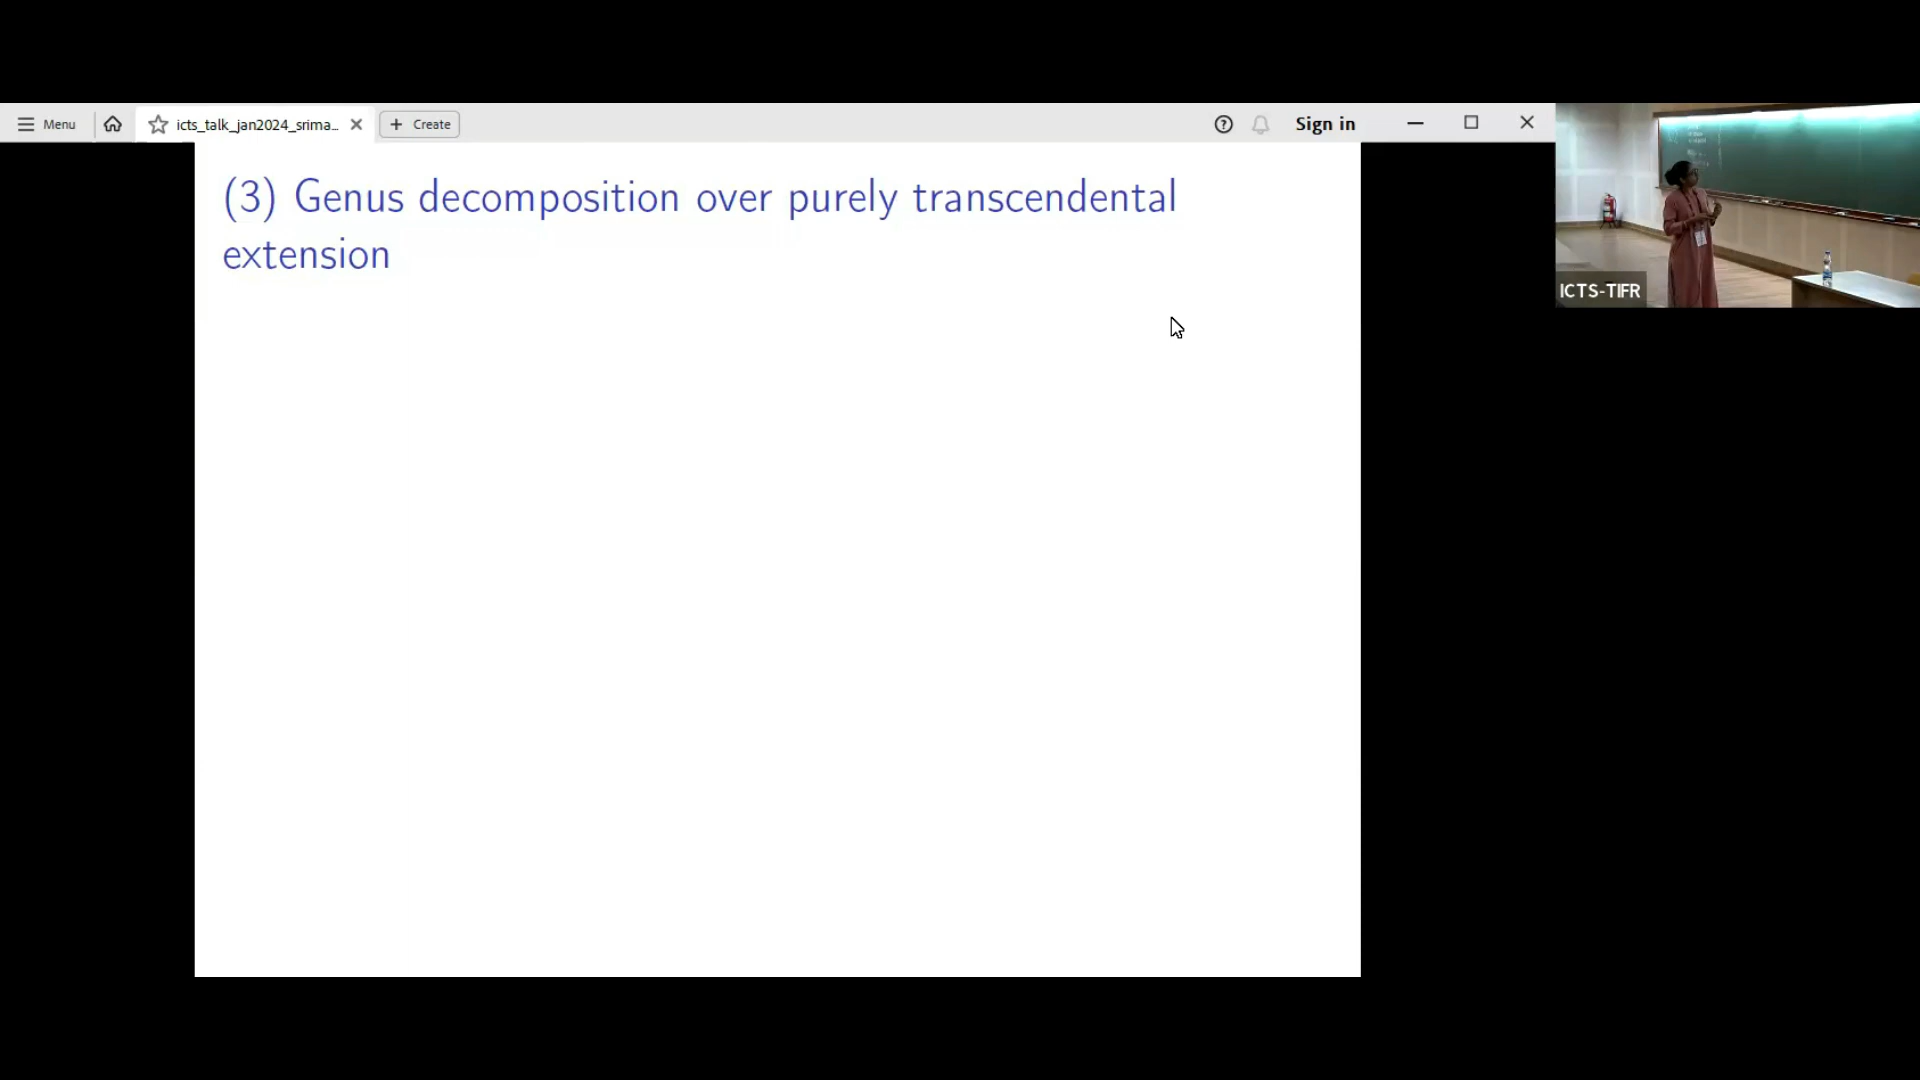 Menu
icts_talk_jan2024_srima...
Create
Sign in
(3) Genus decomposition over purely transcendental
extension
ICTS-TIFR